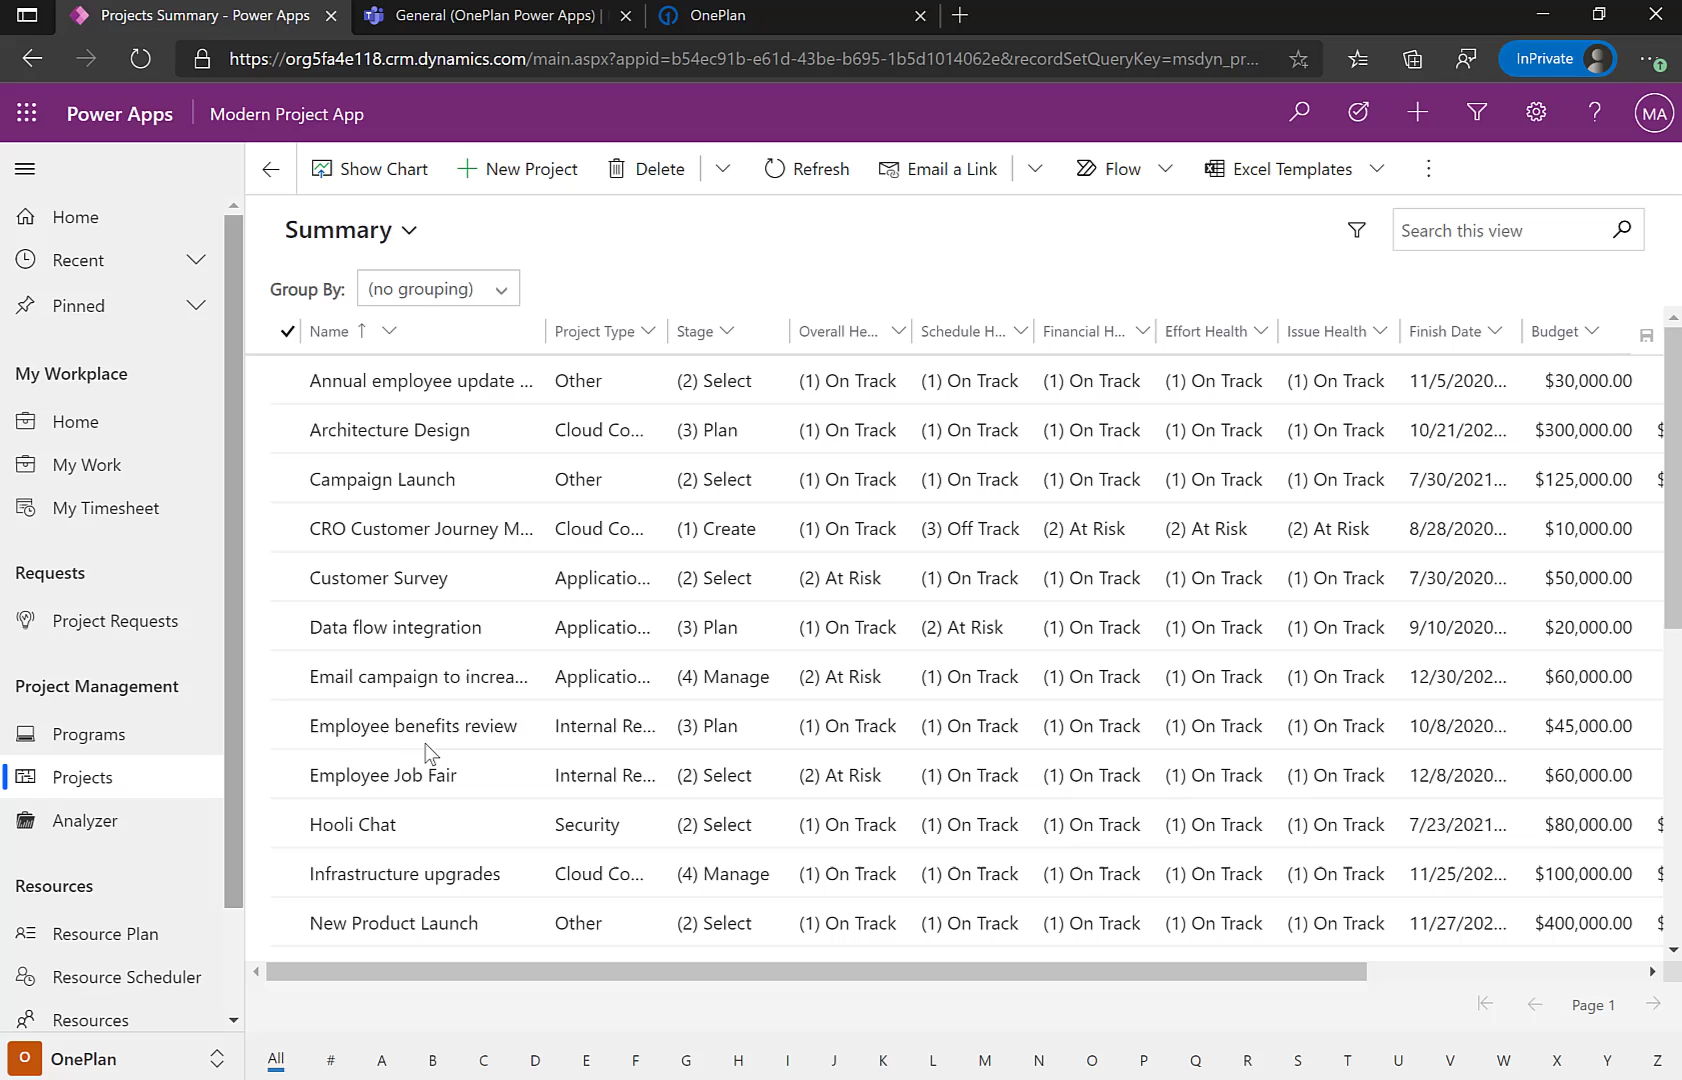 Projects Summary - Power Apps
General (OnePlan Power Apps) |
OnePlan
https://org5fa4e118.crm.dynamics.com/main.aspx?appid=b54ec91b-e61d-43be-b695-1b5d1014062e&recordSetQueryKey=msdyn_pr...
InPrivate
Power Apps
Modern Project App
MA
Show Chart
New Project
Delete
Refresh
Email a Link
Flow
Excel Templates
Home
Recent
Pinned
My Workplace
Home
My Work
My Timesheet
Requests
Project Requests
Project Management
Programs
Projects
Analyzer
Resources
Resource Plan
Resource Scheduler
Resources
O OnePlan
Summary
Search this view
Group By: (no grouping)
Name Project Type Stage Overall He... Schedule H... Financial H... Effort Health Issue Health Finish Date Budget
Annual employee update ... Other (2) Select (1) On Track (1) On Track (1) On Track (1) On Track (1) On Track 11/5/2020... $30,000.00
Architecture Design Cloud Co... (3) Plan (1) On Track (1) On Track (1) On Track (1) On Track (1) On Track 10/21/202... $300,000.00 $
Campaign Launch Other (2) Select (1) On Track (1) On Track (1) On Track (1) On Track (1) On Track 7/30/2021... $125,000.00 $
CRO Customer Journey M... Cloud Co... (1) Create (1) On Track (3) Off Track (2) At Risk (2) At Risk (2) At Risk 8/28/2020... $10,000.00
Customer Survey Applicatio... (2) Select (2) At Risk (1) On Track (1) On Track (1) On Track (1) On Track 7/30/2020... $50,000.00
Data flow integration Applicatio... (3) Plan (1) On Track (2) At Risk (1) On Track (1) On Track (1) On Track 9/10/2020... $20,000.00
Email campaign to increa... Applicatio... (4) Manage (2) At Risk (1) On Track (1) On Track (1) On Track (1) On Track 12/30/202... $60,000.00
Employee benefits review Internal Re... (3) Plan (1) On Track (1) On Track (1) On Track (1) On Track (1) On Track 10/8/2020... $45,000.00
Employee Job Fair Internal Re... (2) Select (2) At Risk (1) On Track (1) On Track (1) On Track (1) On Track 12/8/2020... $60,000.00
Hooli Chat Security (2) Select (1) On Track (1) On Track (1) On Track (1) On Track (1) On Track 7/23/2021... $80,000.00 $
Infrastructure upgrades Cloud Co... (4) Manage (1) On Track (1) On Track (1) On Track (1) On Track (1) On Track 11/25/202... $100,000.00 $
New Product Launch Other (2) Select (1) On Track (1) On Track (1) On Track (1) On Track (1) On Track 11/27/202... $400,000.00 $
Page 1
All # A B C D E F G H I J K L M N O P Q R S T U V W X Y Z